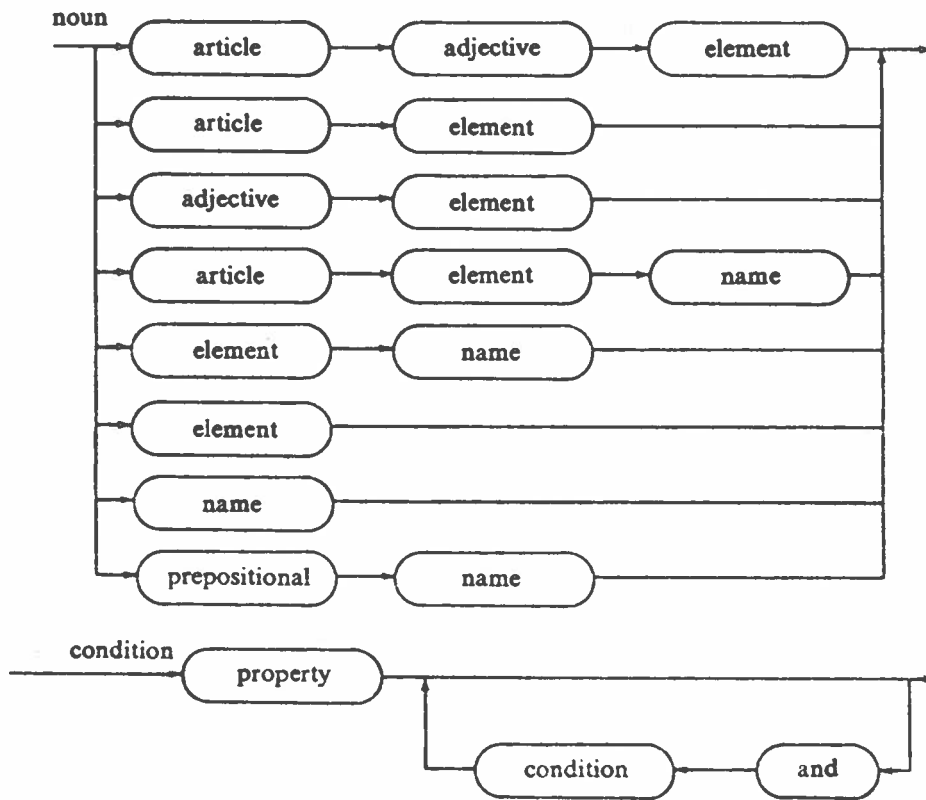 noun
article adjective element
article element
adjective element
article element name
element name
element
name
prepositional name
condition
property
condition and